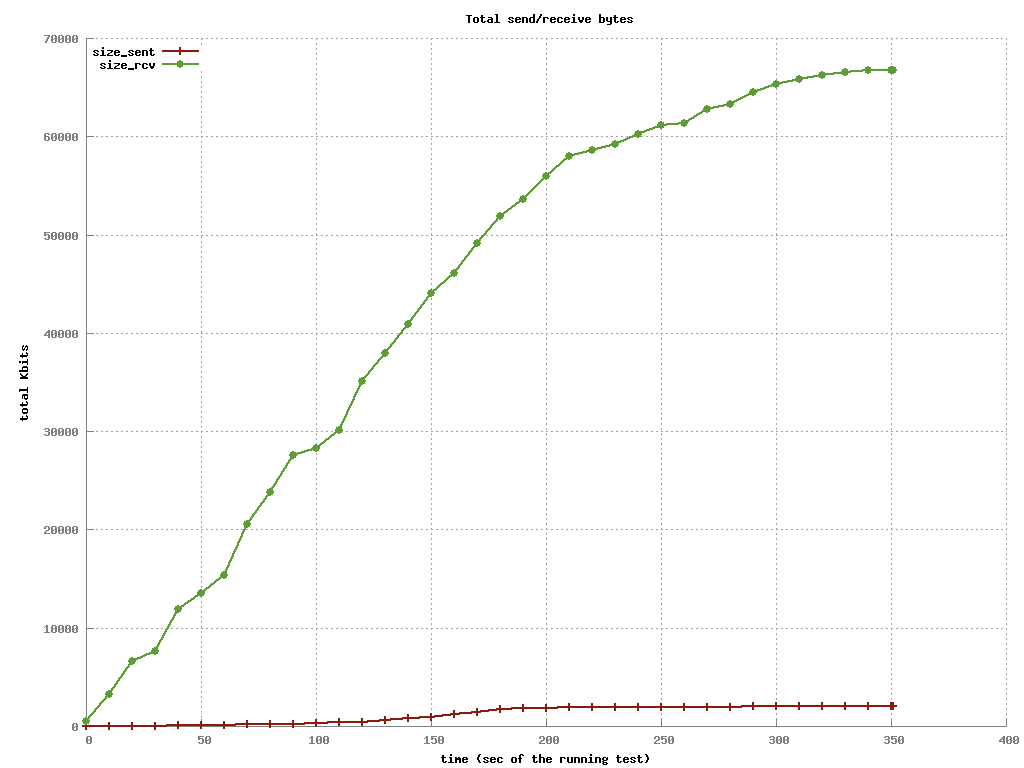 Total send/receive bytes
size_sent
size_rcv
70000
60000
50000
40000
30000
20000
10000
0
total Kbits
0 50 100 150 200 250 300 350 400
time (sec of the running test)